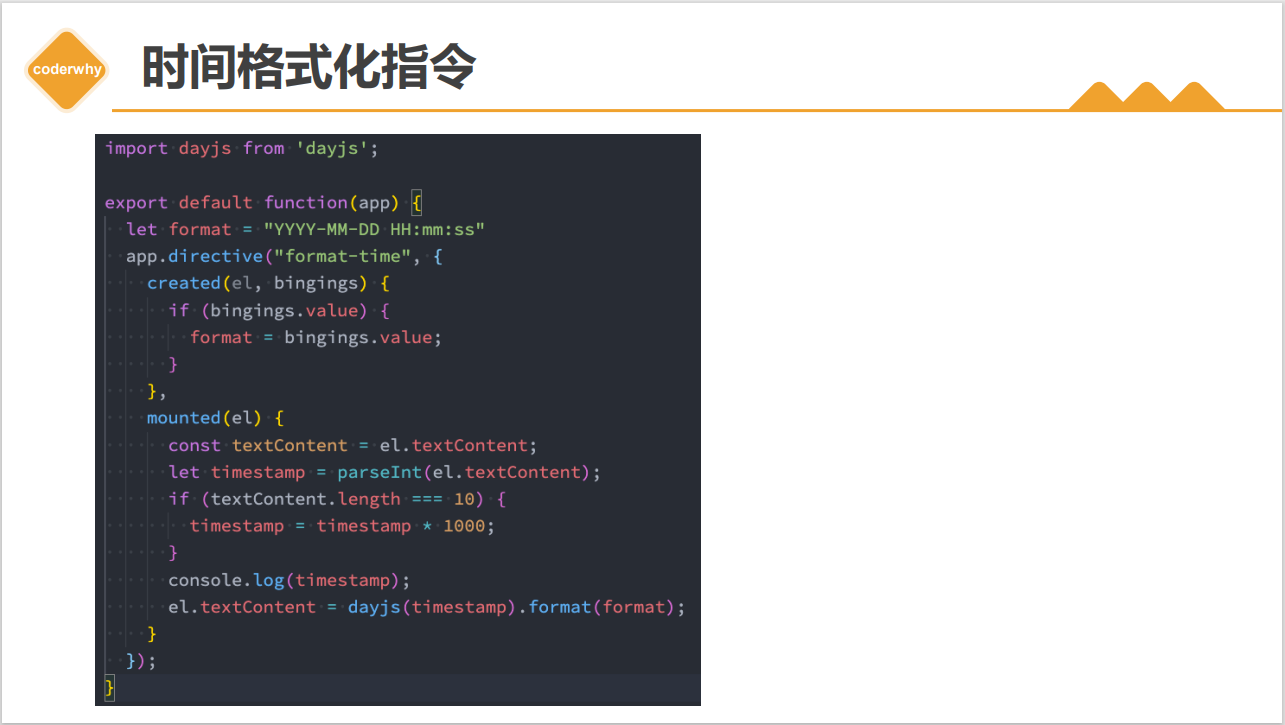 coderwhy
时间格式化指令
import dayjs from 'dayjs';
export default function(app) {
let format = "YYYY-MM-DD HH:mm:ss"
app.directive("format-time", {
created(el, bingings) {
if (bingings.value) {
format = bingings.value;
}
},
mounted(el) {
const textContent = el.textContent;
let timestamp = parseInt(el.textContent);
if (textContent.length === 10) {
timestamp = timestamp * 1000;
}
console.log(timestamp);
el.textContent = dayjs(timestamp).format(format);
}
});
}